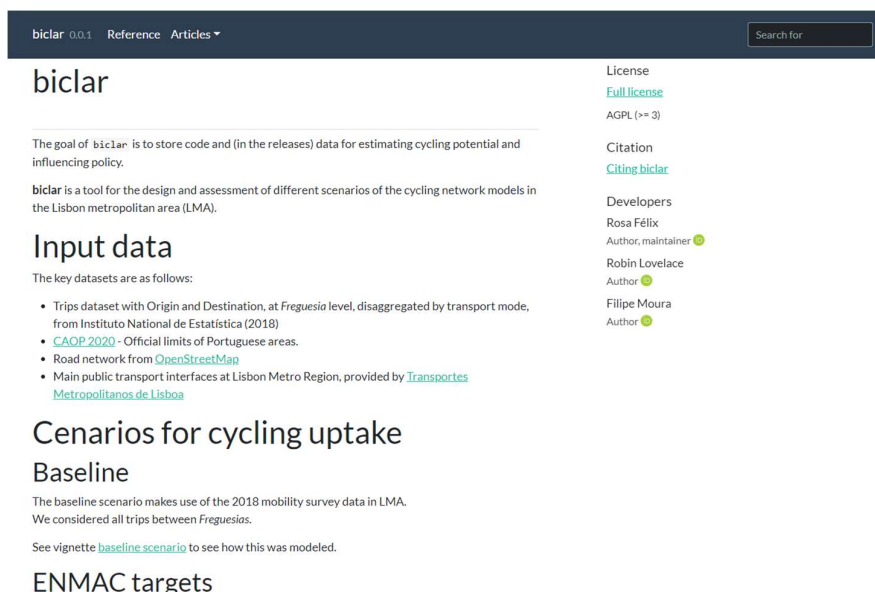 biclar 0.0.1 Reference Articles
Search for
biclar
The goal of biclar is to store code and (in the releases) data for estimating cycling potential and
influencing policy.
biclar is a tool for the design and assessment of different scenarios of the cycling network models in
the Lisbon metropolitan area (LMA).
Input data
The key datasets are as follows:
• Trips dataset with Origin and Destination, at Freguesia level, disaggregated by transport mode,
from Instituto National de Estatística (2018)
• CAOP 2020 - Official limits of Portuguese areas.
• Road network from OpenStreetMap
• Main public transport interfaces at Lisbon Metro Region, provided by Transportes
Metropolitanos de Lisboa
Cenarios for cycling uptake
Baseline
The baseline scenario makes use of the 2018 mobility survey data in LMA.
We considered all trips between Freguesias.
See vignette baseline scenario to see how this was modeled.
ENMAC targets
License
Full license
AGPL (>= 3)
Citation
Citing biclar
Developers
Rosa Félix
Author, maintainer iD
Robin Lovelace
Author iD
Filipe Moura
Author iD